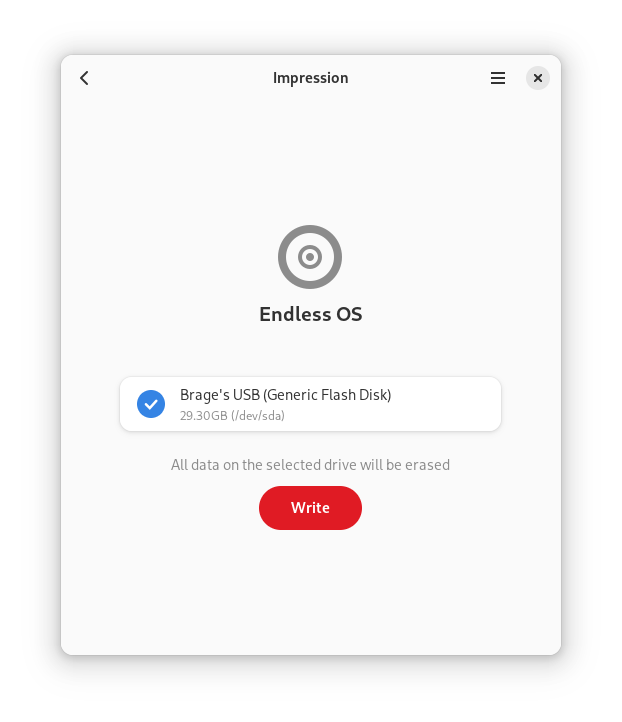 Impression
Endless OS
Brage's USB (Generic Flash Disk)
29.30GB (/dev/sda)
All data on the selected drive will be erased
Write